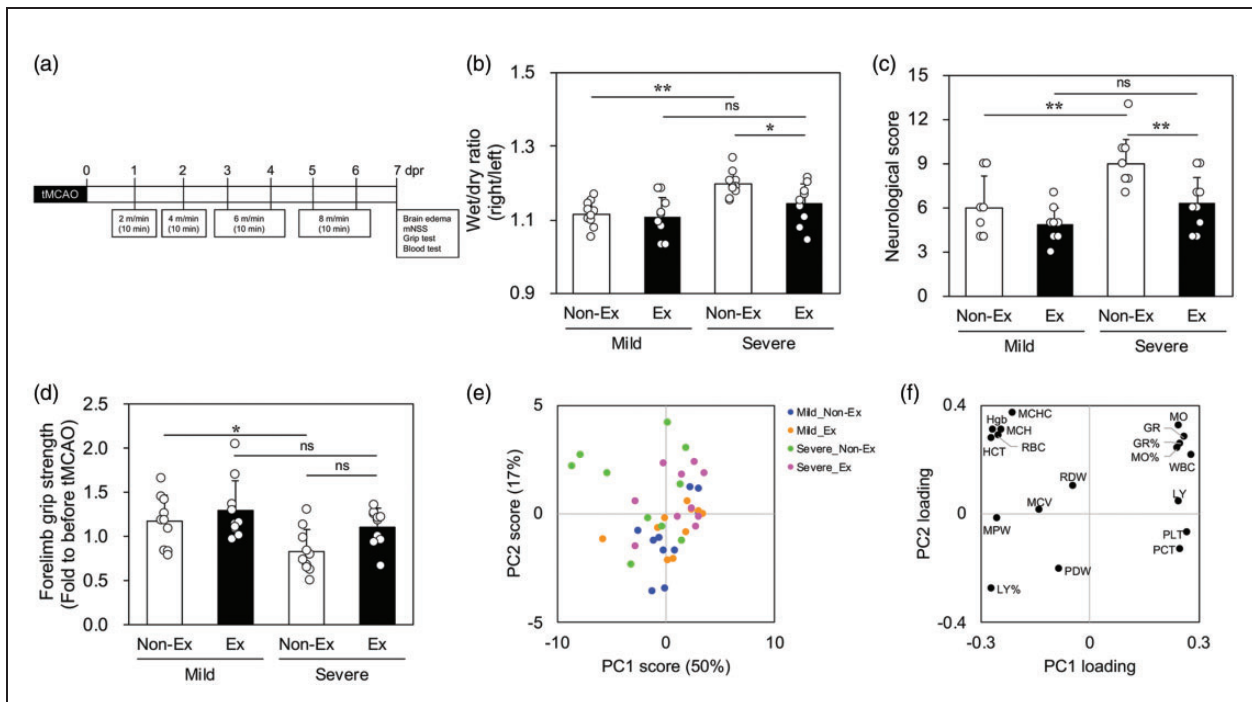 (a)
0 1 2 3 4 5 6 7 dpr
tMCAO
2 m/min
(10 min)
4 m/min
(10 min)
6 m/min
(10 min)
8 m/min
(10 min)
Brain edema
mNSS
Grip test
Blood test
(b)
Wet/dry ratio
(right/left)
1.5
1.3
1.1
0.9
**
ns
*
Non-Ex Ex Non-Ex Ex
Mild Severe
(c)
Neurological score
15
12
9
6
3
0
ns
**
**
Non-Ex Ex Non-Ex Ex
Mild Severe
(d)
Forelimb grip strength
(Fold to before tMCAO)
2.5
2.0
1.5
1.0
0.5
0.0
*
ns
ns
Non-Ex Ex Non-Ex Ex
Mild Severe
(e)
PC2 score (17%)
5
0
-5
-10 0 10
PC1 score (50%)
Mild_Non-Ex
Mild_Ex
Severe_Non-Ex
Severe_Ex
(f)
PC2 loading
0.4
0
-0.4
-0.3 0 0.3
PC1 loading
MCHC
Hgb
MCH
HCT
RBC
MO
GR
GR%
MO%
WBC
RDW
MCV
LY
MPW
PLT
PCT
PDW
LY%